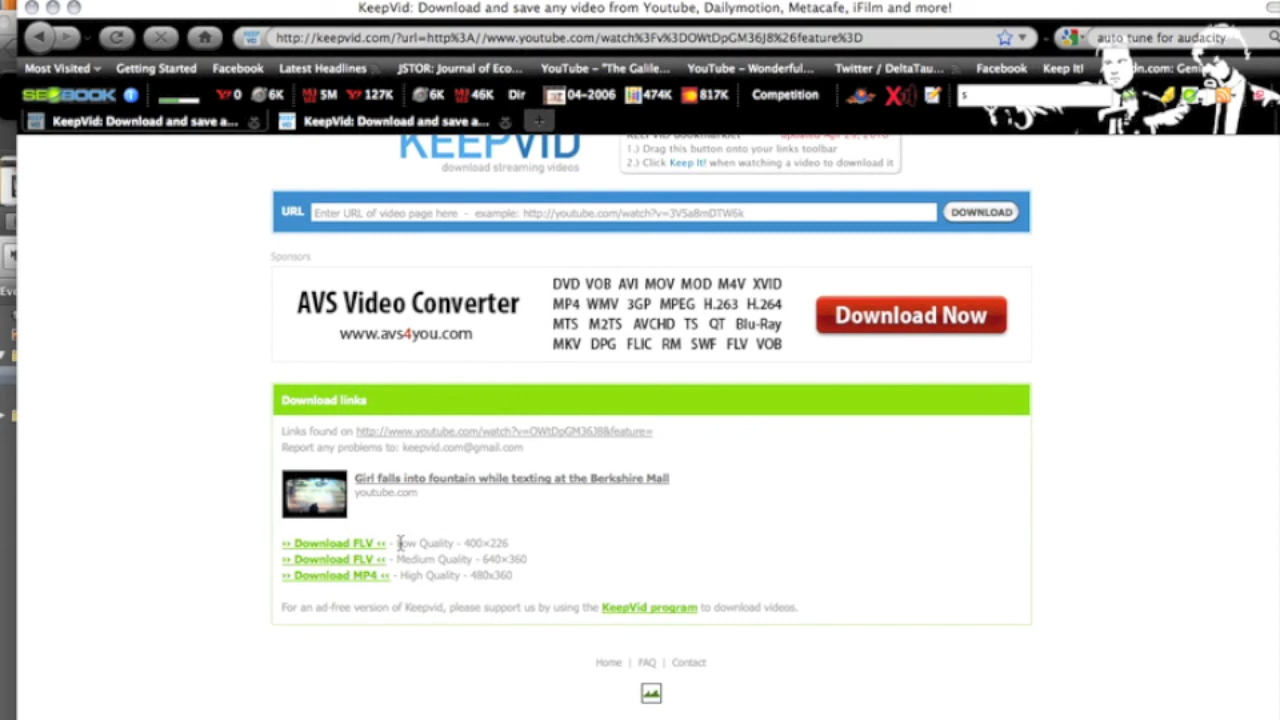 KeepVid: Download and save any video from Youtube, Dailymotion, Metacafe, iFilm and more!
http://keepvid.com/?url=http%3A//www.youtube.com/watch%3Fv%3DOWtDpGM36J8%26feature%3D
auto tune for audacity
Most Visited Getting Started Facebook Latest Headlines JSTOR: Journal of Eco... YouTube - "The Galile... YouTube - Wonderful... Twitter / DeltaTau... Facebook Keep It!
SEOBOOK 0 6K 5M 127K 6K 46K Dir 04-2006 474K 817K Competition $
KeepVid: Download and save a... KeepVid: Download and save a...
KEEPVID
download streaming videos
KEEPVID BOOKMARKLET updated Apr 29, 2010
1.) Drag this button onto your links toolbar
2.) Click Keep It! when watching a video to download it
URL Enter URL of video page here - example: http://youtube.com/watch?v=3VSa8mDTW6k DOWNLOAD
Sponsors
AVS Video Converter
www.avs4you.com
DVD VOB AVI MOV MOD M4V XVID
MP4 WMV 3GP MPEG H.263 H.264
MTS M2TS AVCHD TS QT Blu-Ray
MKV DPG FLIC RM SWF FLV VOB
Download Now
Download links
Links found on http://www.youtube.com/watch?v=OWtDpGM36J8&feature=
Report any problems to: keepvid.com@gmail.com
Girl falls into fountain while texting at the Berkshire Mall
youtube.com
›› Download FLV ‹‹ - Low Quality - 400×226
›› Download FLV ‹‹ - Medium Quality - 640×360
›› Download MP4 ‹‹ - High Quality - 480x360
For an ad-free version of Keepvid, please support us by using the KeepVid program to download videos.
Home | FAQ | Contact